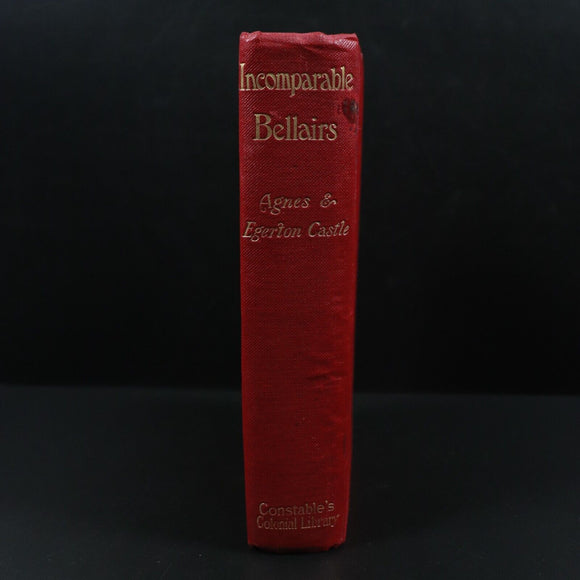 Incomparable
Bellairs
Agnes &
Egerton Castle
Constable's
Colonial Library